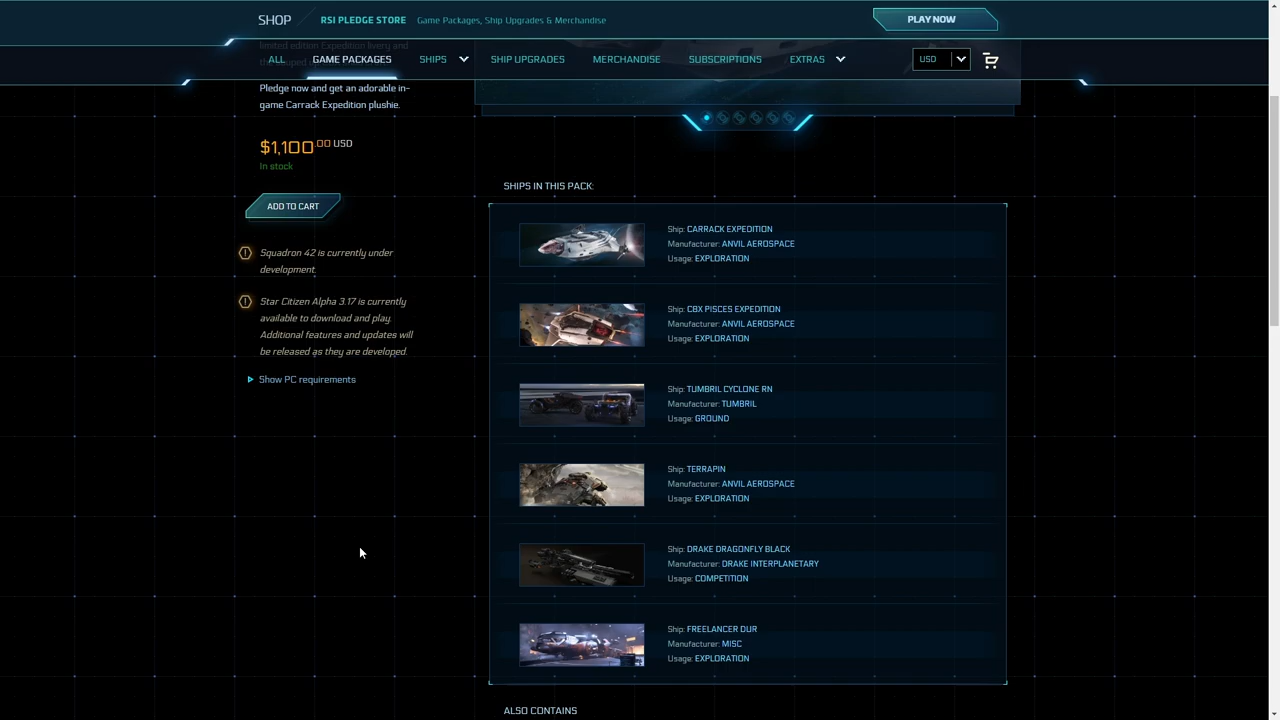 SHOP
RSI PLEDGE STORE
Game Packages, Ship Upgrades & Merchandise
PLAY NOW
limited edition Expedition livery and
ALL
GAME PACKAGES
SHIPS
SHIP UPGRADES
MERCHANDISE
SUBSCRIPTIONS
EXTRAS
USD
Pledge now and get an adorable in-
game Carrack Expedition plushie.
$1,100.00 USD
In stock
ADD TO CART
Squadron 42 is currently under
development.
Star Citizen Alpha 3.17 is currently
available to download and play.
Additional features and updates will
be released as they are developed.
Show PC requirements
SHIPS IN THIS PACK:
Ship: CARRACK EXPEDITION
Manufacturer: ANVIL AEROSPACE
Usage: EXPLORATION
Ship: C8X PISCES EXPEDITION
Manufacturer: ANVIL AEROSPACE
Usage: EXPLORATION
Ship: TUMBRIL CYCLONE RN
Manufacturer: TUMBRIL
Usage: GROUND
Ship: TERRAPIN
Manufacturer: ANVIL AEROSPACE
Usage: EXPLORATION
Ship: DRAKE DRAGONFLY BLACK
Manufacturer: DRAKE INTERPLANETARY
Usage: COMPETITION
Ship: FREELANCER DUR
Manufacturer: MISC
Usage: EXPLORATION
ALSO CONTAINS